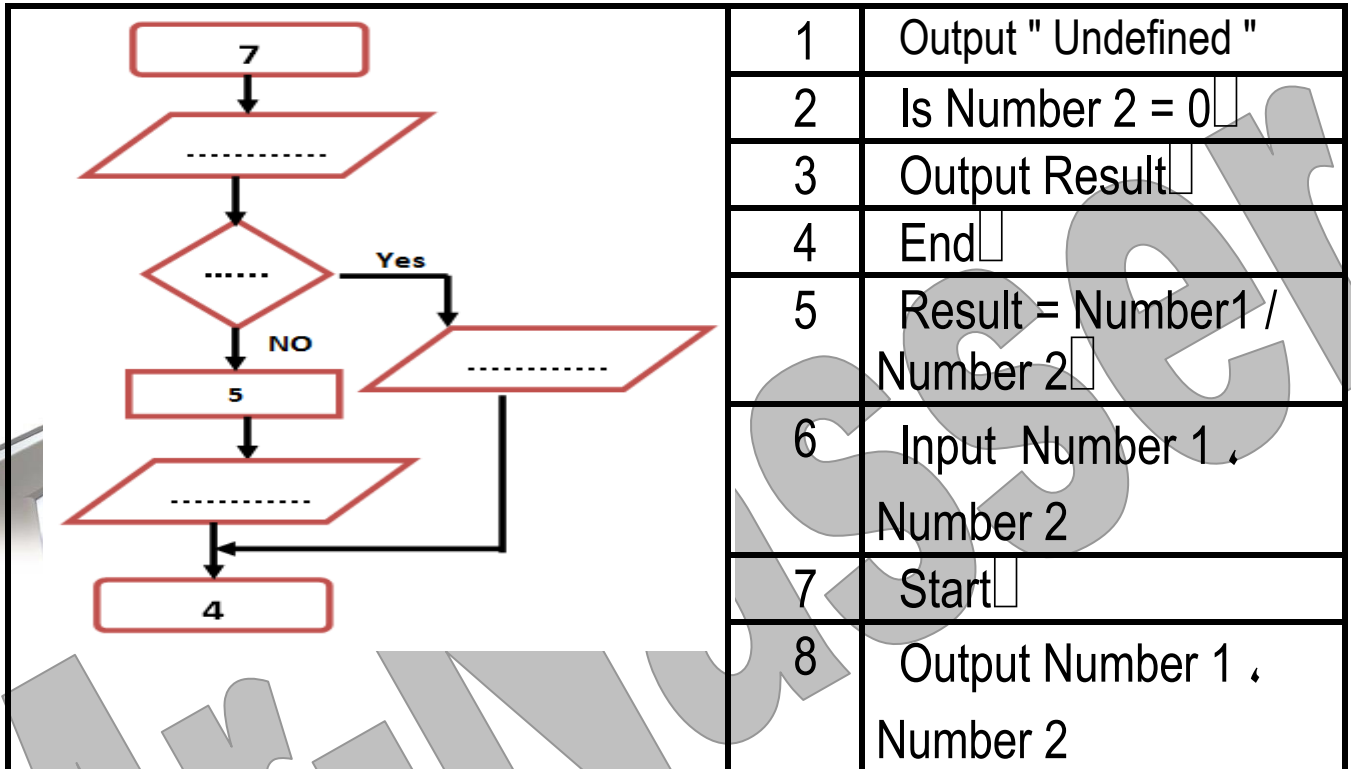 7
------------
------
Yes
NO
------------
5
------------
4
1 Output " Undefined "
2 Is Number 2 = 0
3 Output Result
4 End
5 Result = Number1 /
Number 2
6 Input Number 1 ،
Number 2
7 Start
8 Output Number 1 ،
Number 2